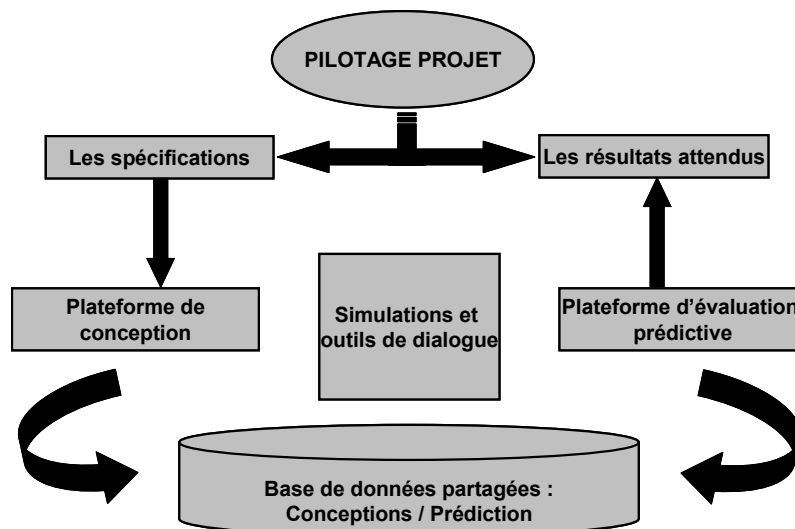 PILOTAGE PROJET
Les spécifications
Les résultats attendus
Plateforme de
conception
Simulations et
outils de dialogue
Plateforme d'évaluation
prédictive
Base de données partagées :
Conceptions / Prédiction